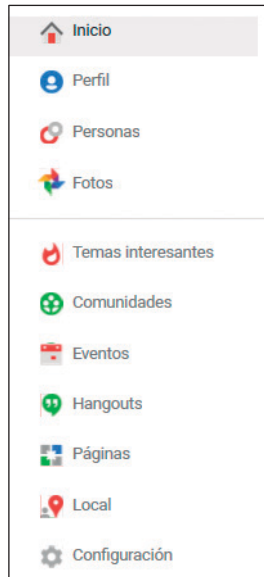 Inicio
Perfil
Personas
Fotos
Temas interesantes
Comunidades
Eventos
Hangouts
Páginas
Local
Configuración